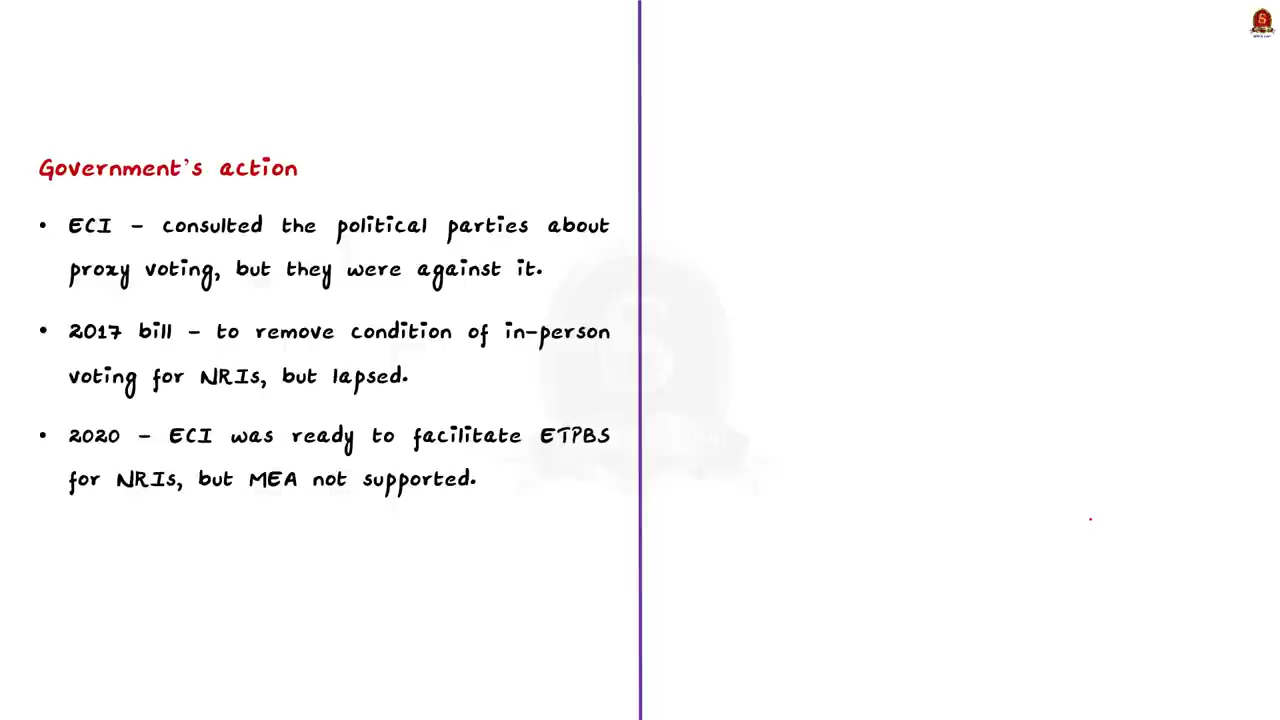 Government's action
• ECI – consulted the political parties about
proxy voting, but they were against it.
• 2017 bill – to remove condition of in-person
voting for NRIs, but lapsed.
• 2020 – ECI was ready to facilitate ETPBS
for NRIs, but MEA not supported.